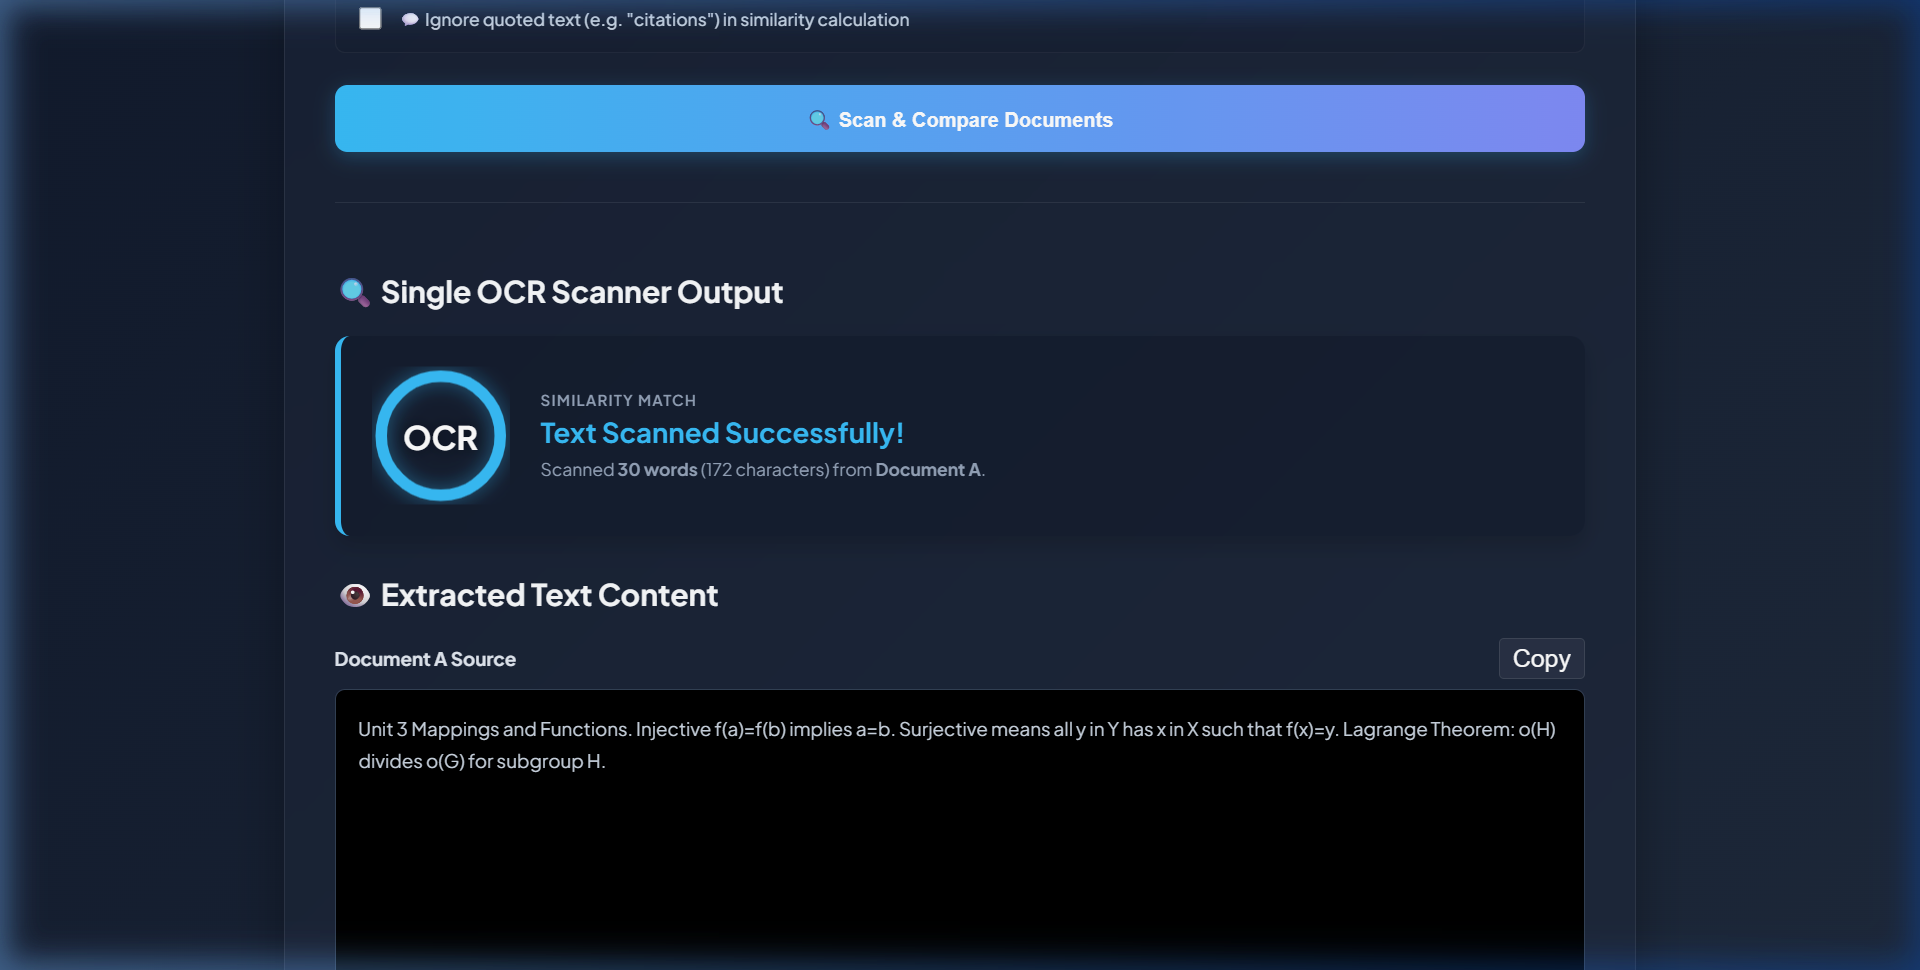 Ignore quoted text (e.g. "citations") in similarity calculation
Scan & Compare Documents
Single OCR Scanner Output
OCR
SIMILARITY MATCH
Text Scanned Successfully!
Scanned 30 words (172 characters) from Document A.
Extracted Text Content
Document A Source
Copy
Unit 3 Mappings and Functions. Injective f(a)=f(b) implies a=b. Surjective means all y in Y has x in X such that f(x)=y. Lagrange Theorem: o(H)
divides o(G) for subgroup H.